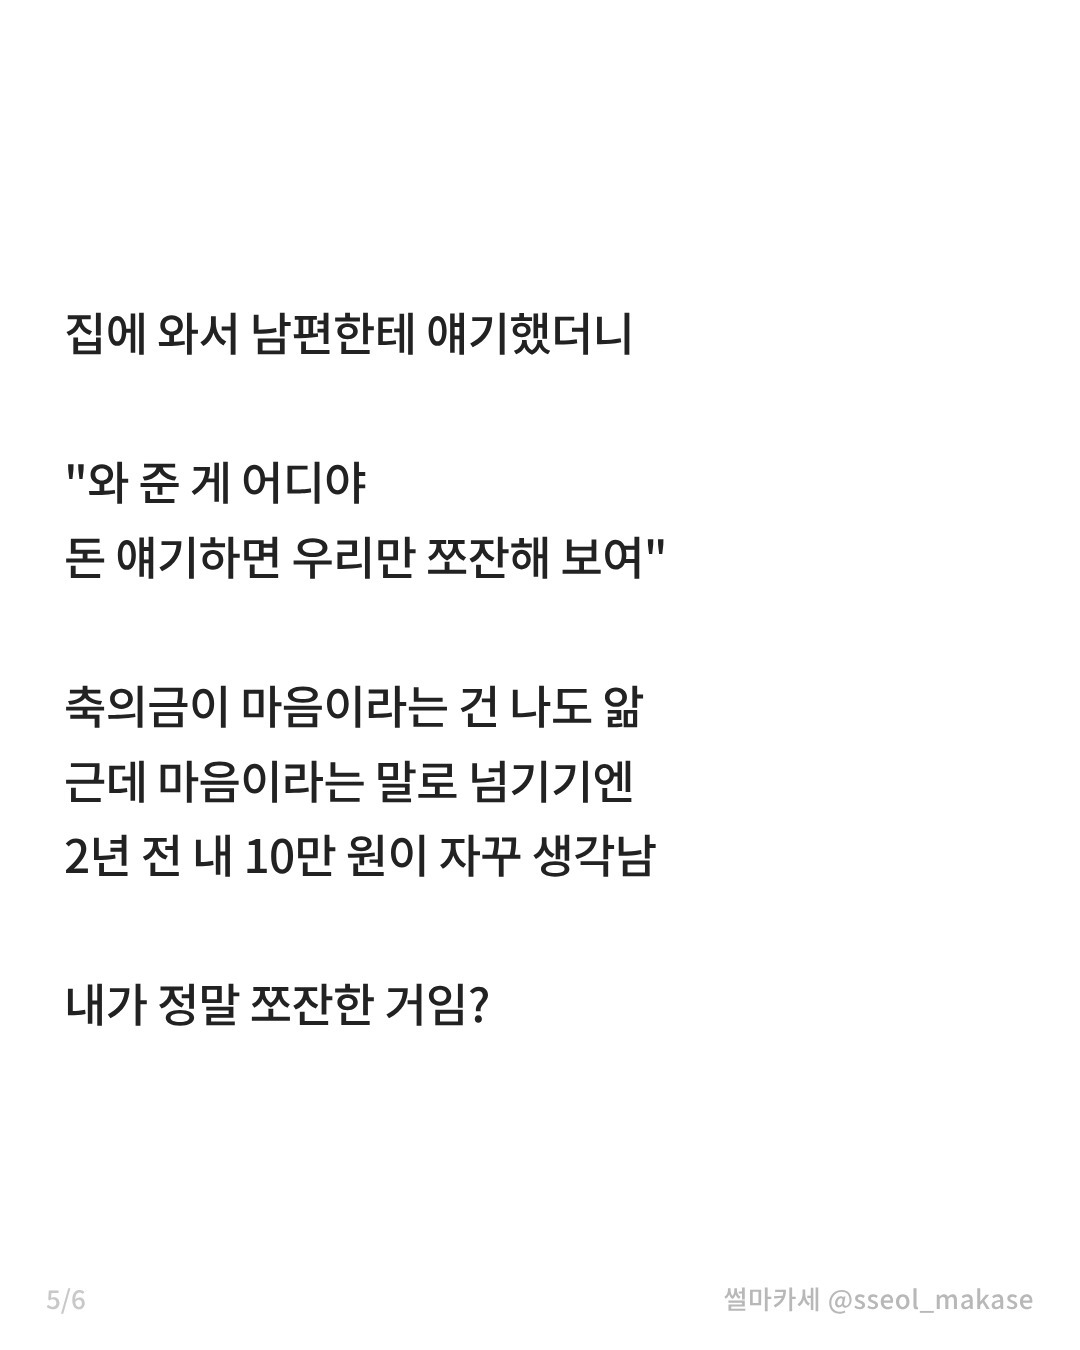 집에 와서 남편한테 얘기했더니
"와 준 게 어디야
돈 얘기하면 우리만 쪼잔해 보여"
축의금이 마음이라는 건 나도 앎
근데 마음이라는 말로 넘기기엔
2년 전 내 10만 원이 자꾸 생각남
내가 정말 쪼잔한 거임?
5/6
썰마카세 @sseol_makase